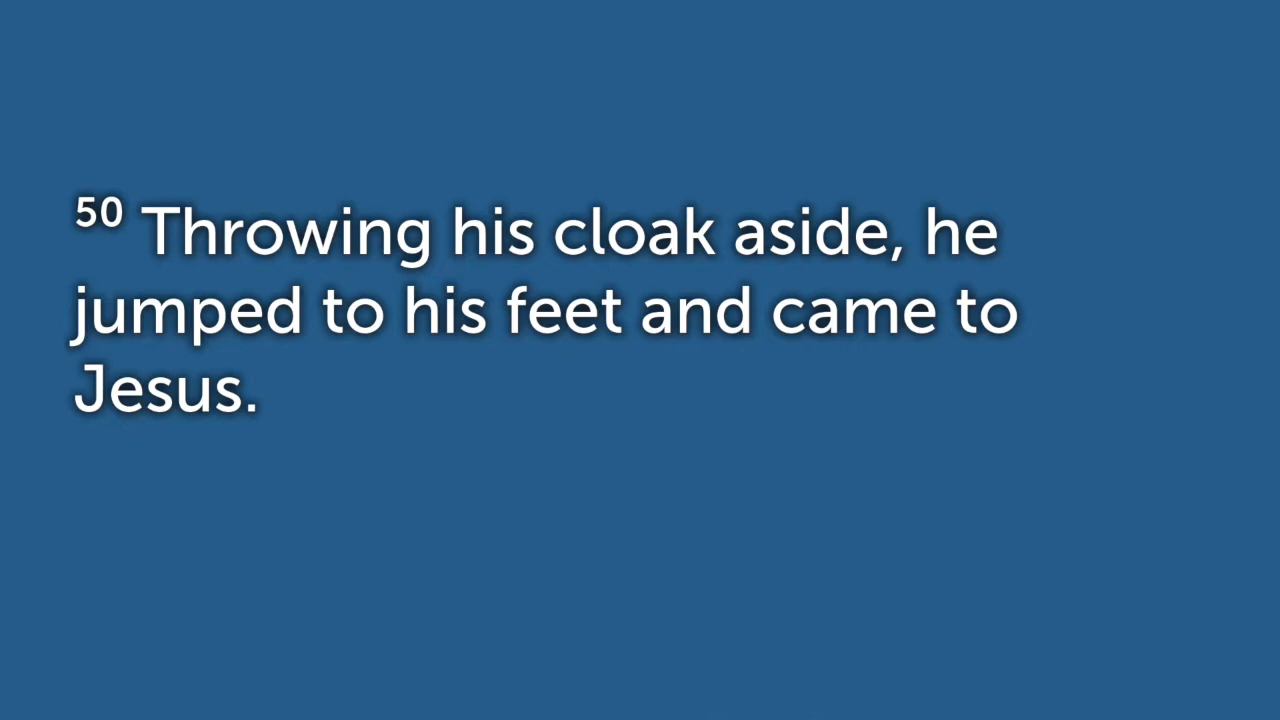 50 Throwing his cloak aside, he
jumped to his feet and came to
Jesus.